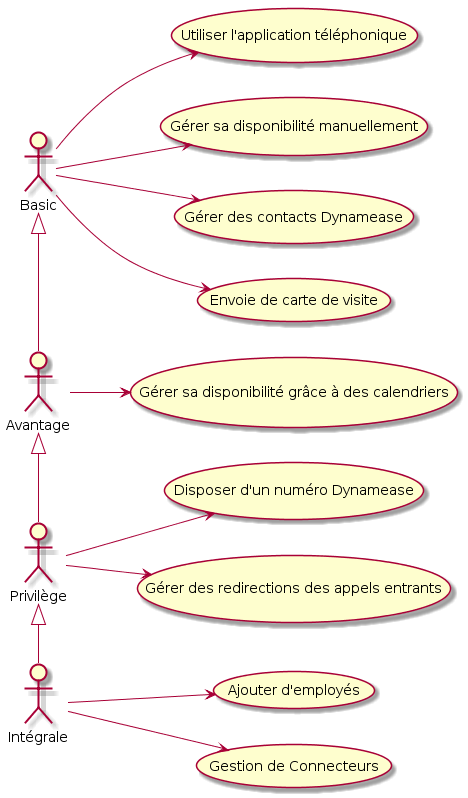 Utiliser l'application téléphonique
Gérer sa disponibilité manuellement
Basic
Gérer des contacts Dynamease
Envoie de carte de visite
Gérer sa disponibilité grâce à des calendriers
Avantage
Disposer d'un numéro Dynamease
Gérer des redirections des appels entrants
Privilège
Ajouter d'employés
Intégrale
Gestion de Connecteurs